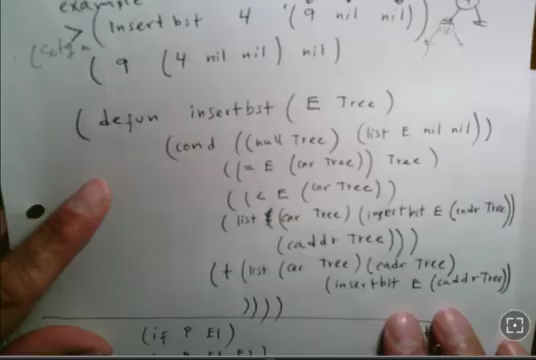 example
> (insertbst 4 '( 9 nil nil))
( 9 (4 nil nil) nil)
(defun insertbst ( E Tree)
(cond ((null Tree) (list E nil nil))
((= E (car Tree)) Tree)
((< E (car Tree))
(list (car Tree) (insertbst E (cadr Tree))
(caddr Tree)))
(t (list (car Tree) (cadr Tree)
(insertbst E (caddr Tree))
))))
(if P E1)